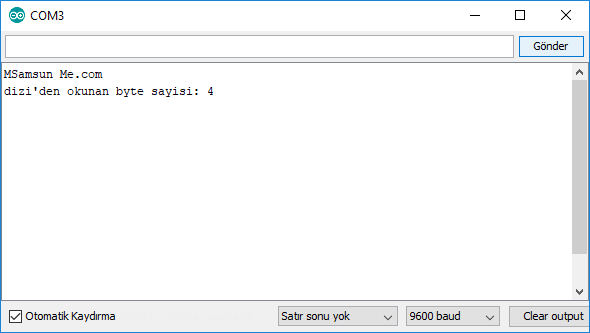 COM3
Gönder
MSamsun Me.com
dizi'den okunan byte sayisi: 4
Otomatik Kaydırma
Satır sonu yok
9600 baud
Clear output